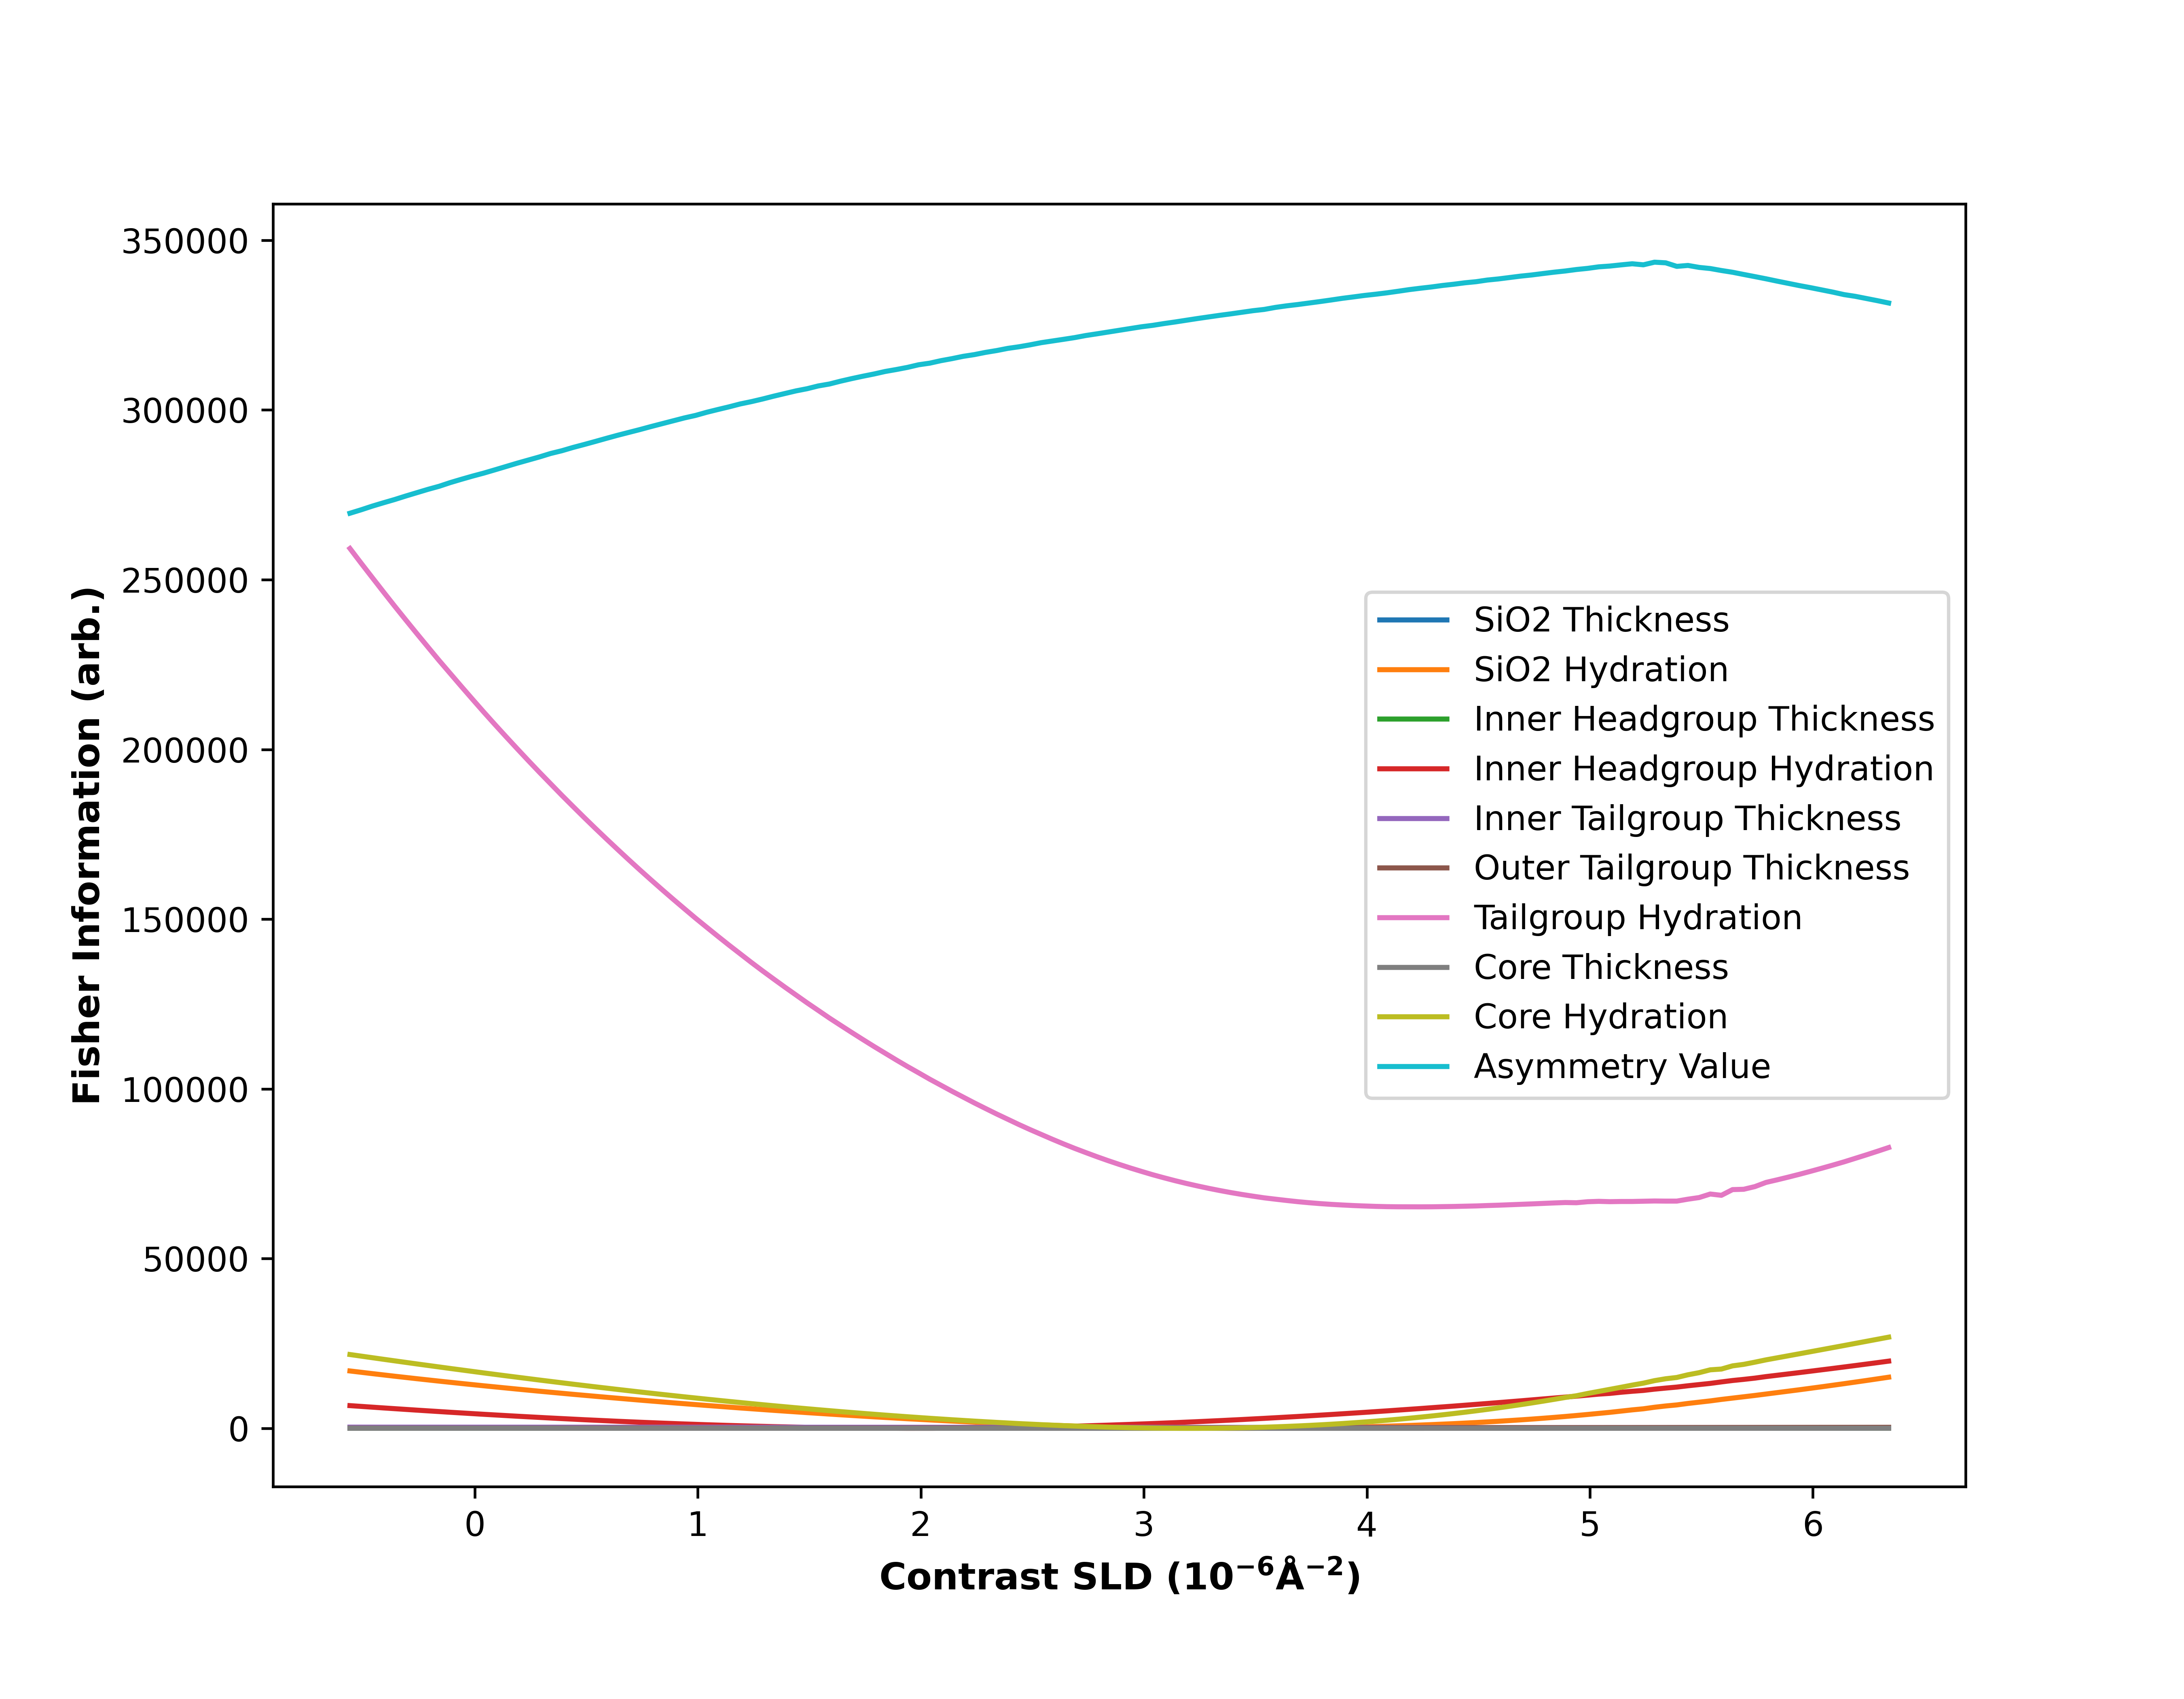 350000
300000
250000
200000
150000
100000
50000
0
Fisher Information (arb.)
SiO2 Thickness
SiO2 Hydration
Inner Headgroup Thickness
Inner Headgroup Hydration
Inner Tailgroup Thickness
Outer Tailgroup Thickness
Tailgroup Hydration
Core Thickness
Core Hydration
Asymmetry Value
0 1 2 3 4 5 6
Contrast SLD (10⁻⁶Å⁻²)